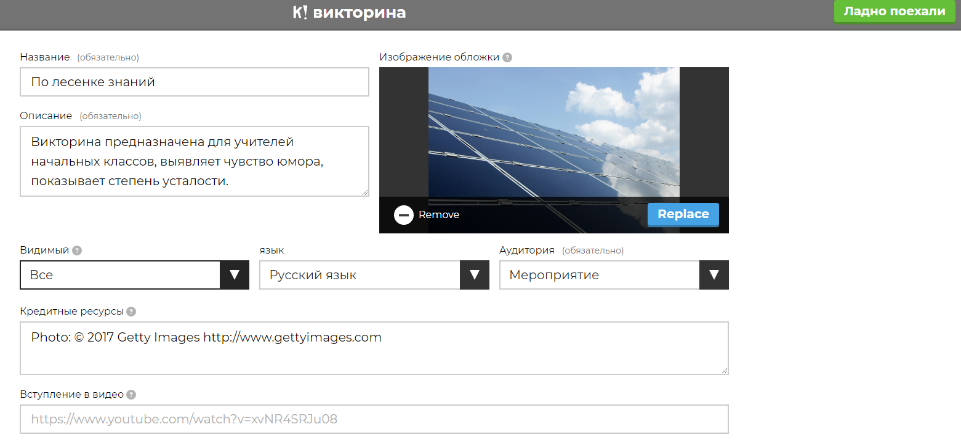 K! викторина
Ладно поехали
Название (обязательно)
По лесенке знаний
Описание (обязательно)
Викторина предназначена для учителей
начальных классов, выявляет чувство юмора,
показывает степень усталости.
Изображение обложки ?
Remove
Replace
Видимый ?
Все
язык
Русский язык
Аудитория (обязательно)
Мероприятие
Кредитные ресурсы ?
Photo: © 2017 Getty Images http://www.gettyimages.com
Вступление в видео ?
https://www.youtube.com/watch?v=xvNR4SRJu08